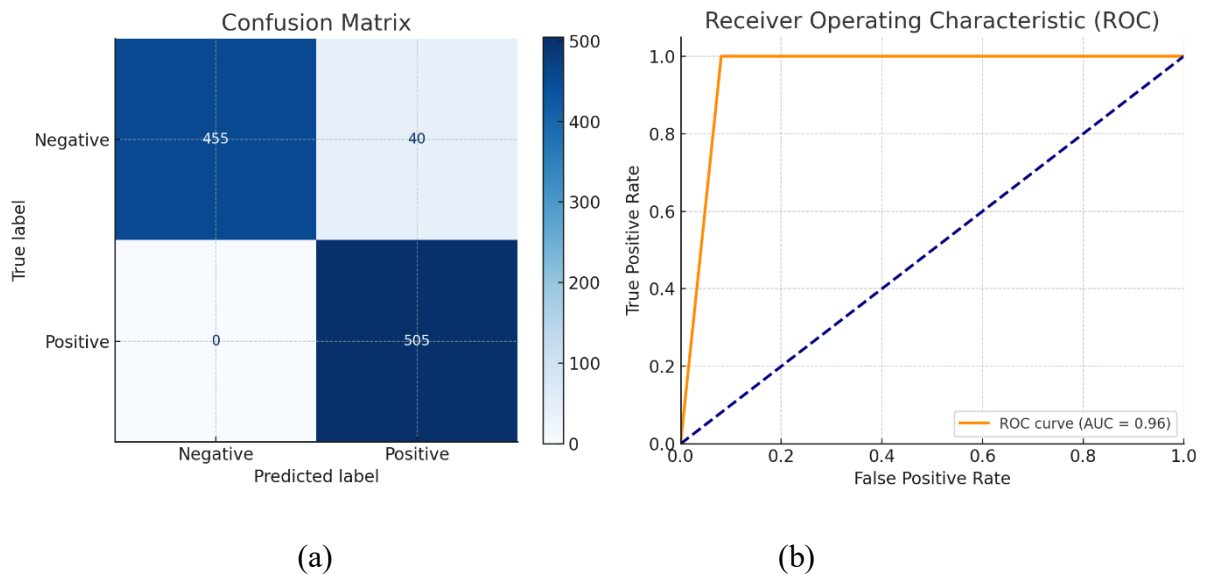 Confusion Matrix
Negative
455
40
Positive
0
505
True label
Negative
Positive
Predicted label
500
400
300
200
100
0
(a)
Receiver Operating Characteristic (ROC)
1.0
0.8
0.6
0.4
0.2
0.0
True Positive Rate
ROC curve (AUC = 0.96)
0.0
0.2
0.4
0.6
0.8
1.0
False Positive Rate
(b)